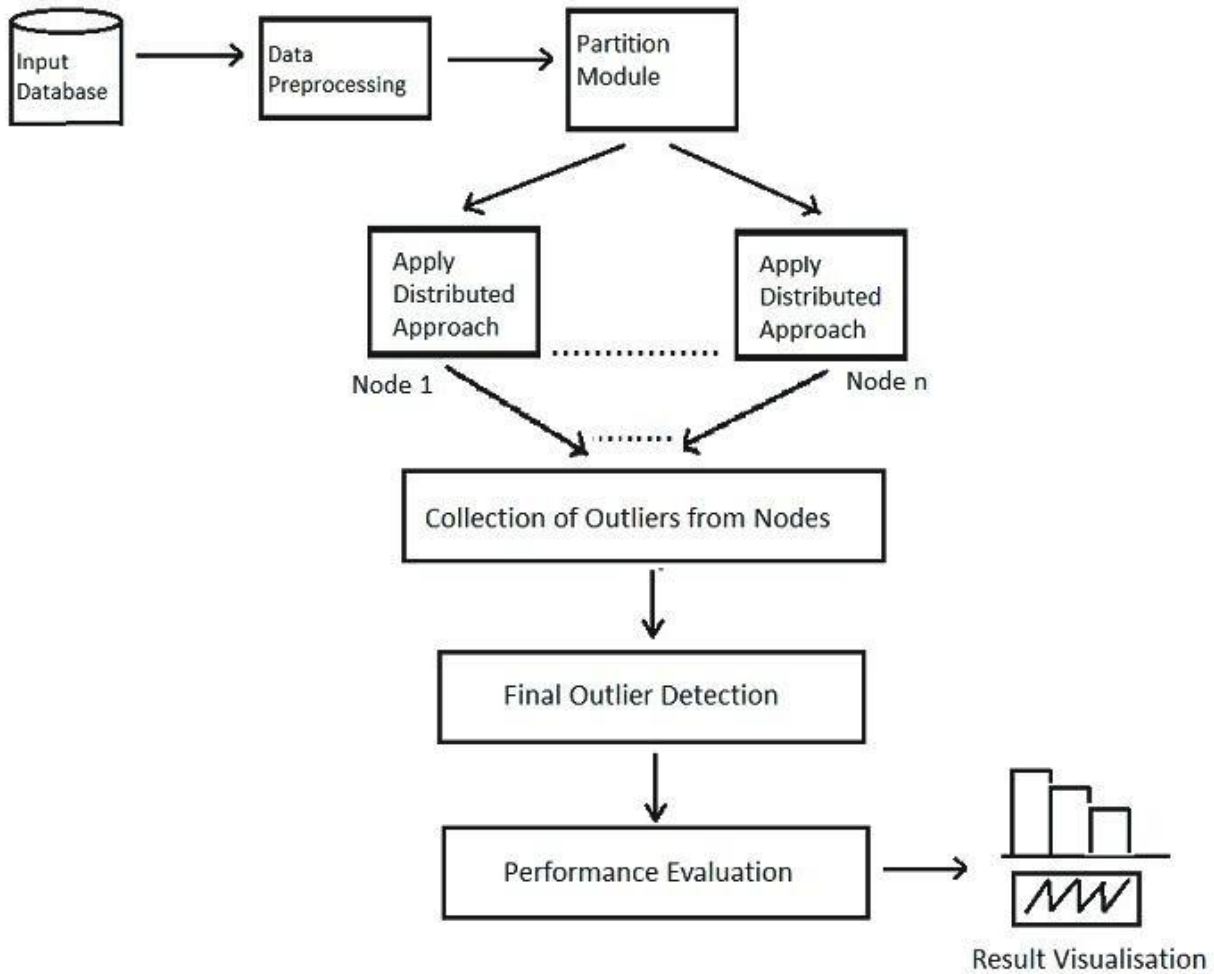 Input
Database
Data
Preprocessing
Partition
Module
Apply
Distributed
Approach
Apply
Distributed
Approach
Node 1
Node n
Collection of Outliers from Nodes
Final Outlier Detection
Performance Evaluation
Result Visualisation